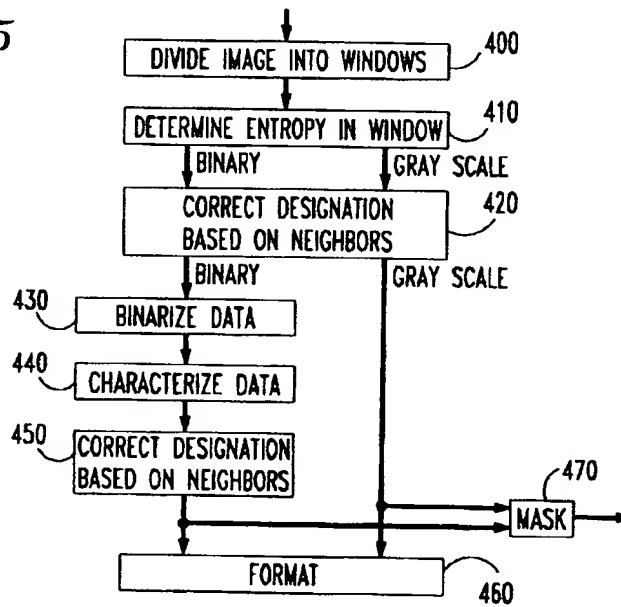 5
400
DIVIDE IMAGE INTO WINDOWS
410
DETERMINE ENTROPY IN WINDOW
BINARY GRAY SCALE
420
CORRECT DESIGNATION
BASED ON NEIGHBORS
BINARY GRAY SCALE
430
BINARIZE DATA
440
CHARACTERIZE DATA
450
CORRECT DESIGNATION
BASED ON NEIGHBORS
470
MASK
FORMAT
460